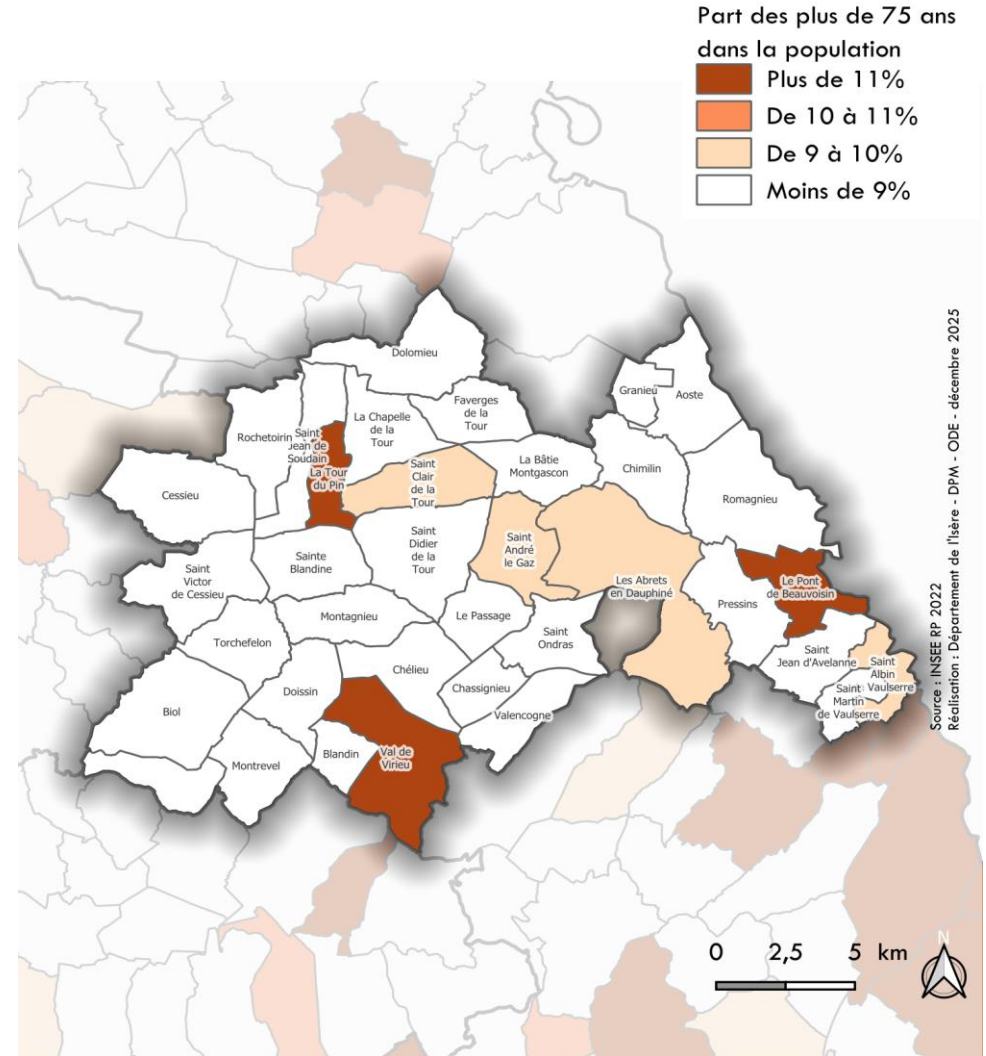 Part des plus de 75 ans
dans la population
Plus de 11%
De 10 à 11%
De 9 à 10%
Moins de 9%
Dolomieu
Granieu
Aoste
Faverges
de la
Tour
La Chapelle
de la
Tour
Rochetoirin
Saint
Jean de
Soudain
La Tour
du Pin
Saint
Clair
de la
Tour
La Bâtie
Montgascon
Chimilin
Cessieu
Romagnieu
Saint
Didier
de la
Tour
Saint
André
le Gaz
Sainte
Blandine
Saint
Victor
de Cessieu
Les Abrets
en Dauphiné
Le Pont
de Beauvoisin
Pressins
Le Passage
Montagnieu
Torchefelon
Saint
Ondras
Saint
Jean d'Avelanne
Saint
Albin
Vaulserre
Saint
Martin
de Vaulserre
Chélieu
Chassignieu
Doissin
Biol
Valencogne
Blandin
Val de
Virieu
Montrevel
Source : INSEE RP 2022
Réalisation : Département de l'Isère - DPM - ODE - décembre 2025
0 2,5 5 km
N